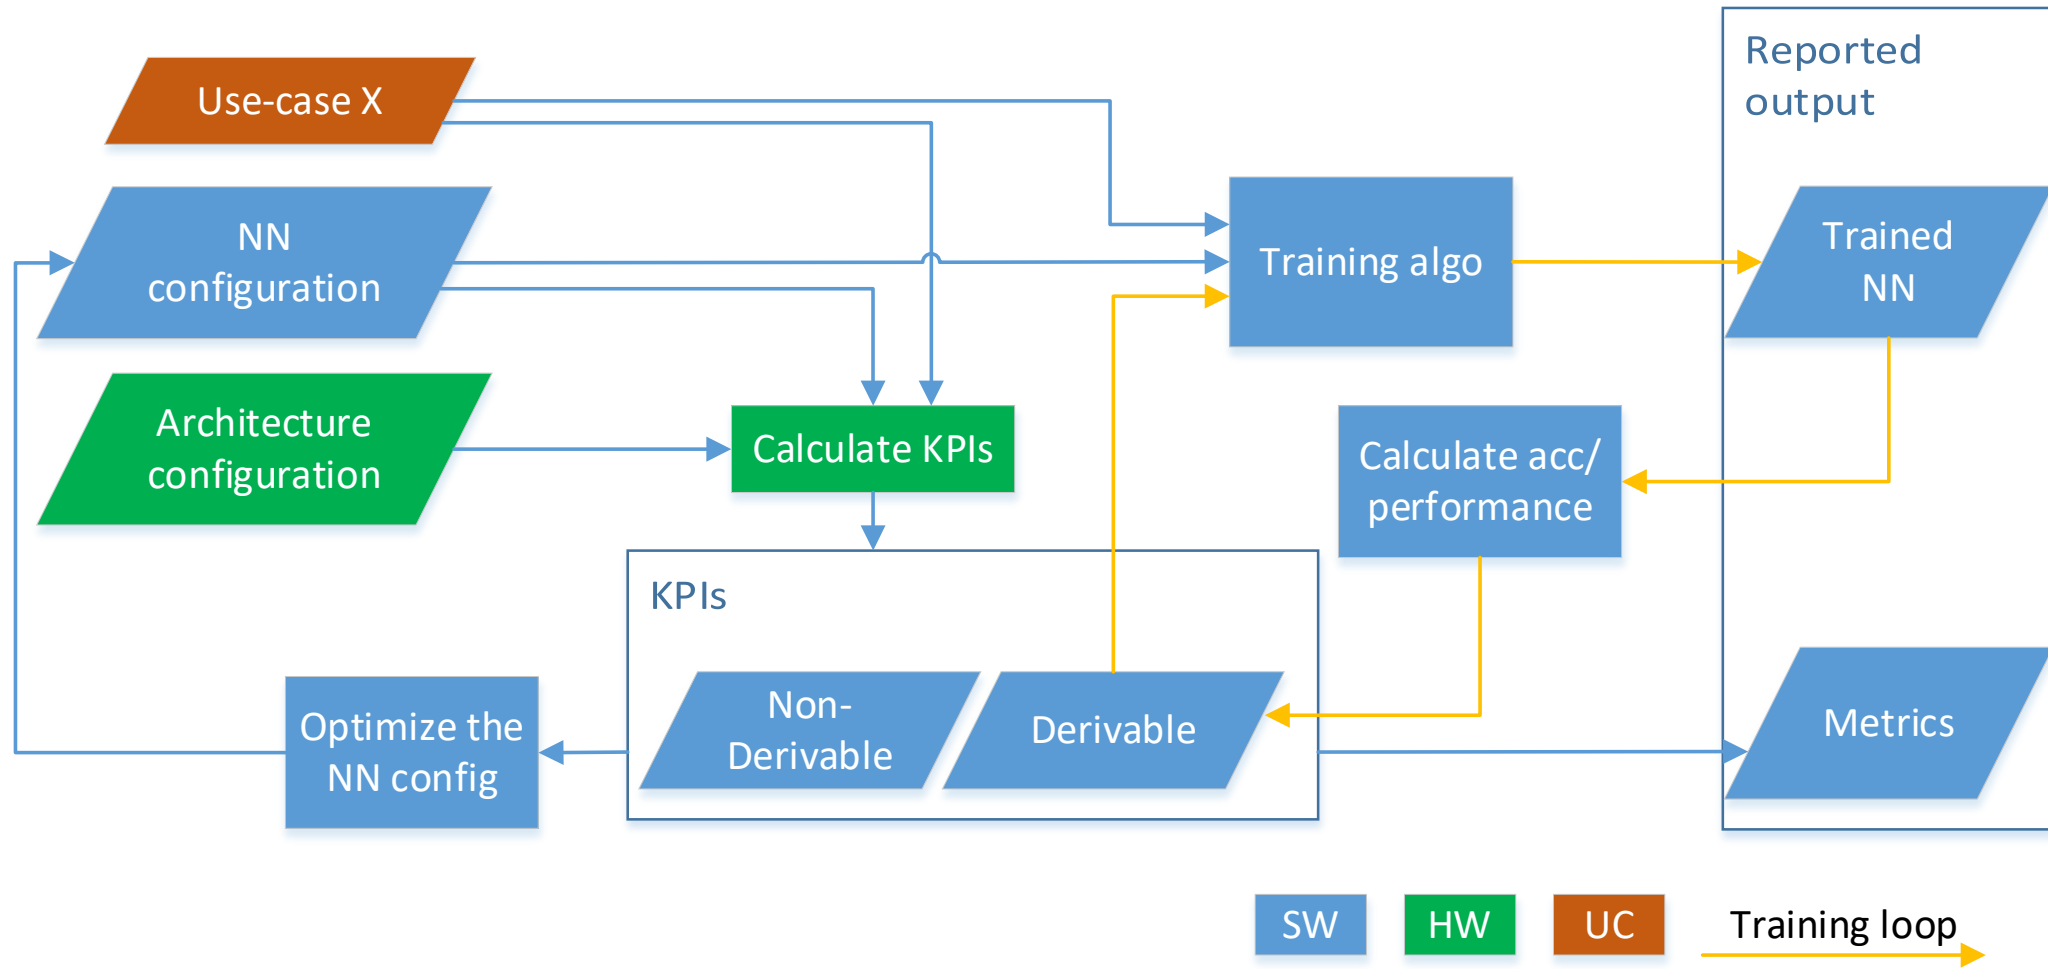 Use-case X
NN
configuration
Architecture
configuration
Calculate KPIs
Training algo
Reported
output
Trained
NN
Calculate acc/
performance
KPIs
Non-
Derivable
Derivable
Optimize the
NN config
Metrics
SW
HW
UC
Training loop